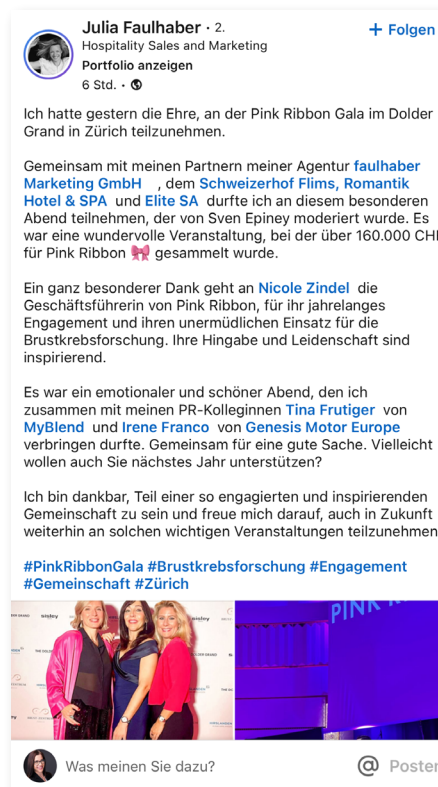 Julia Faulhaber · 2.
+ Folgen
Hospitality Sales and Marketing
Portfolio anzeigen
6 Std. ·
Ich hatte gestern die Ehre, an der Pink Ribbon Gala im Dolder
Grand in Zürich teilzunehmen.
Gemeinsam mit meinen Partnern meiner Agentur faulhaber
Marketing GmbH , dem Schweizerhof Flims, Romantik
Hotel & SPA und Elite SA durfte ich an diesem besonderen
Abend teilnehmen, der von Sven Epiney moderiert wurde. Es
war eine wundervolle Veranstaltung, bei der über 160.000 CHF
für Pink Ribbon 🎀 gesammelt wurde.
Ein ganz besonderer Dank geht an Nicole Zindel die
Geschäftsführerin von Pink Ribbon, für ihr jahrelanges
Engagement und ihren unermüdlichen Einsatz für die
Brustkrebsforschung. Ihre Hingabe und Leidenschaft sind
inspirierend.
Es war ein emotionaler und schöner Abend, den ich
zusammen mit meinen PR-Kolleginnen Tina Frutiger von
MyBlend und Irene Franco von Genesis Motor Europe
verbringen durfte. Gemeinsam für eine gute Sache. Vielleicht
wollen auch Sie nächstes Jahr unterstützen?
Ich bin dankbar, Teil einer so engagierten und inspirierenden
Gemeinschaft zu sein und freue mich darauf, auch in Zukunft
weiterhin an solchen wichtigen Veranstaltungen teilzunehmen
#PinkRibbonGala #Brustkrebsforschung #Engagement
#Gemeinschaft #Zürich
sisley
sisley
PINK
Was meinen Sie dazu?
@ Posten